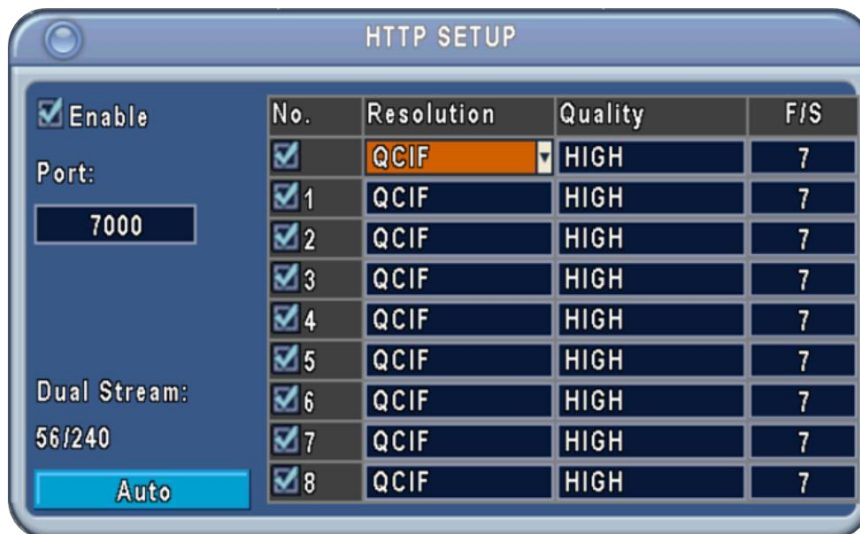 HTTP SETUP
Enable
Port:
7000
Dual Stream:
56/240
Auto
No. Resolution Quality F/S
QCIF HIGH 7
1 QCIF HIGH 7
2 QCIF HIGH 7
3 QCIF HIGH 7
4 QCIF HIGH 7
5 QCIF HIGH 7
6 QCIF HIGH 7
7 QCIF HIGH 7
8 QCIF HIGH 7